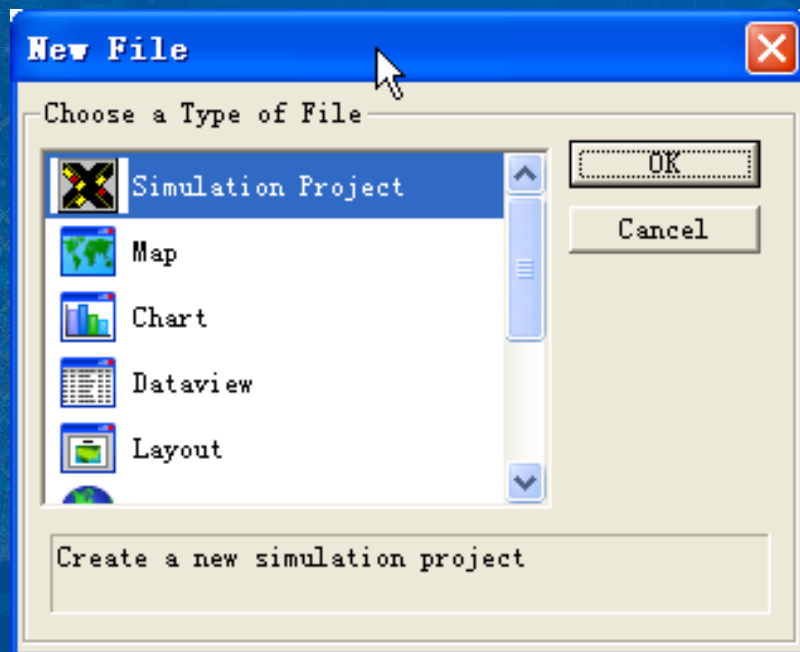 New File
Choose a Type of File
Simulation Project
OK
Map
Cancel
Chart
Dataview
Layout
Create a new simulation project